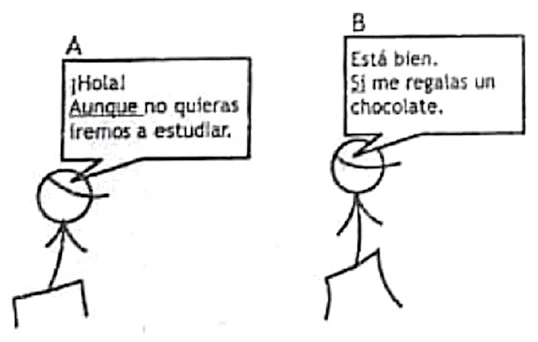 A
¡Hola!
Aunque no quieras
iremos a estudiar.
B
Está bien.
Si me regalas un
chocolate.